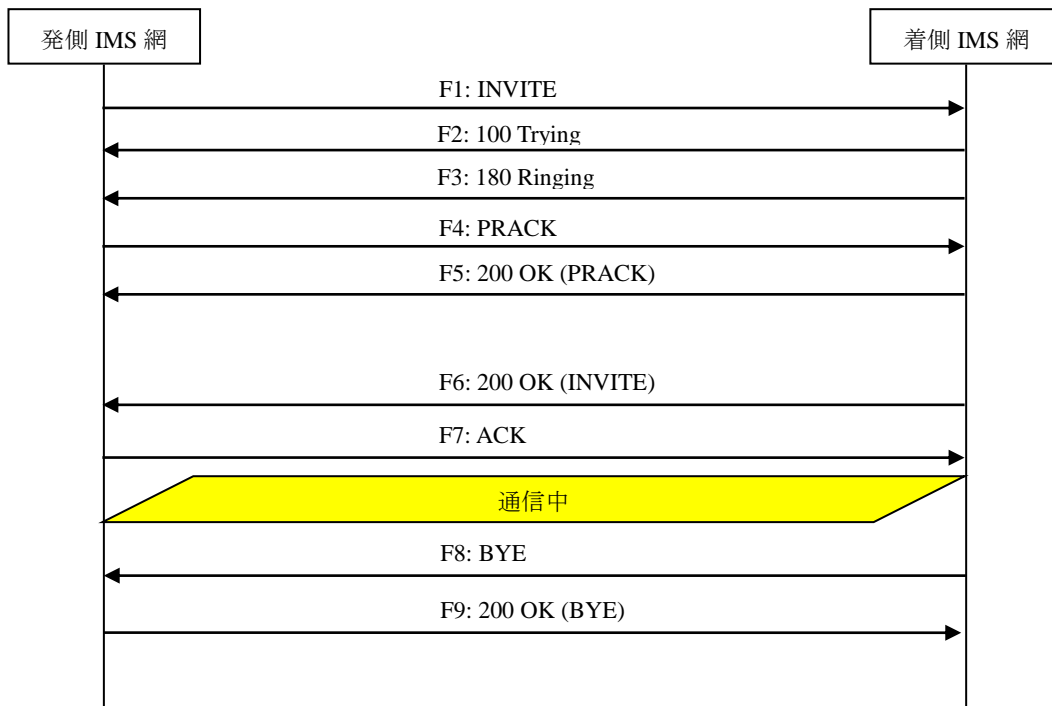 発側 IMS 網
着側 IMS 網
F1: INVITE
F2: 100 Trying
F3: 180 Ringing
F4: PRACK
F5: 200 OK (PRACK)
F6: 200 OK (INVITE)
F7: ACK
通信中
F8: BYE
F9: 200 OK (BYE)